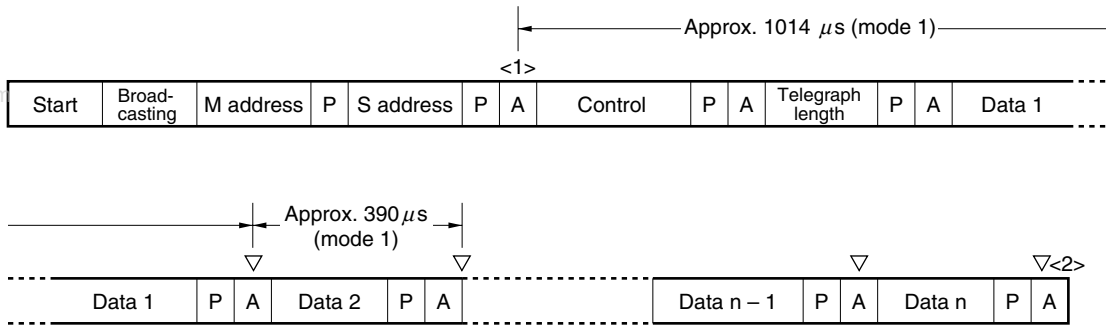 Approx. 1014 μs (mode 1)
<1>
Start Broad-casting M address P S address P A Control P A Telegraph length P A Data 1
Approx. 390 μs
(mode 1)
▽ ▽ ▽ ▽<2>
Data 1 P A Data 2 P A Data n – 1 P A Data n P A